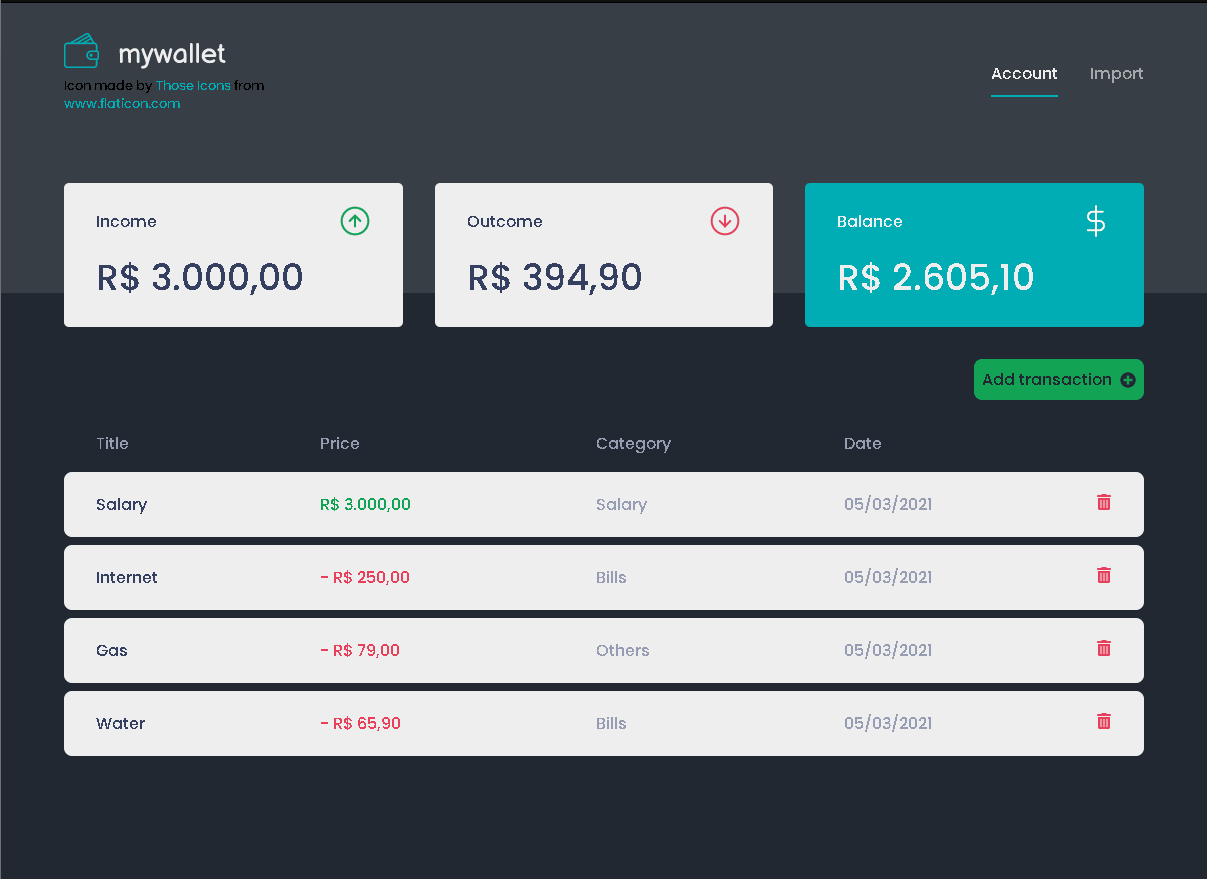 mywallet
Icon made by Those Icons from
www.flaticon.com
Account Import
Income Outcome Balance
R$ 3.000,00 R$ 394,90 R$ 2.605,10
Add transaction
Title Price Category Date
Salary R$ 3.000,00 Salary 05/03/2021
Internet - R$ 250,00 Bills 05/03/2021
Gas - R$ 79,00 Others 05/03/2021
Water - R$ 65,90 Bills 05/03/2021